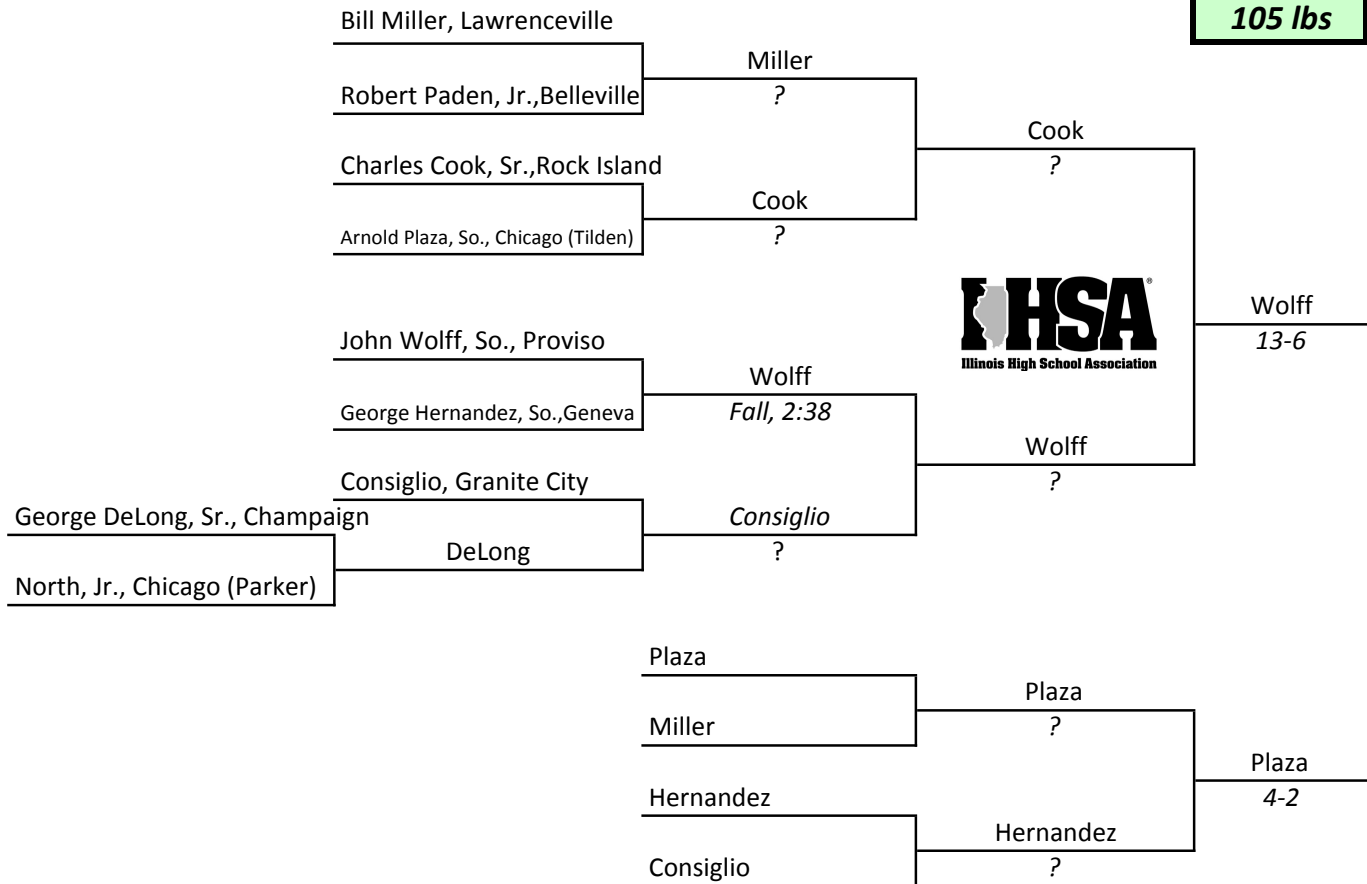 Bill Miller, Lawrenceville
105 lbs
Miller
Robert Paden, Jr.,Belleville
?
Cook
Charles Cook, Sr.,Rock Island
?
Cook
Arnold Plaza, So., Chicago (Tilden)
?
IHSA®
Illinois High School Association
Wolff
John Wolff, So., Proviso
13-6
Wolff
George Hernandez, So.,Geneva
Fall, 2:38
Wolff
Consiglio, Granite City
?
George DeLong, Sr., Champaign
Consiglio
DeLong
?
North, Jr., Chicago (Parker)
Plaza
Plaza
Miller
?
Plaza
Hernandez
4-2
Hernandez
Consiglio
?